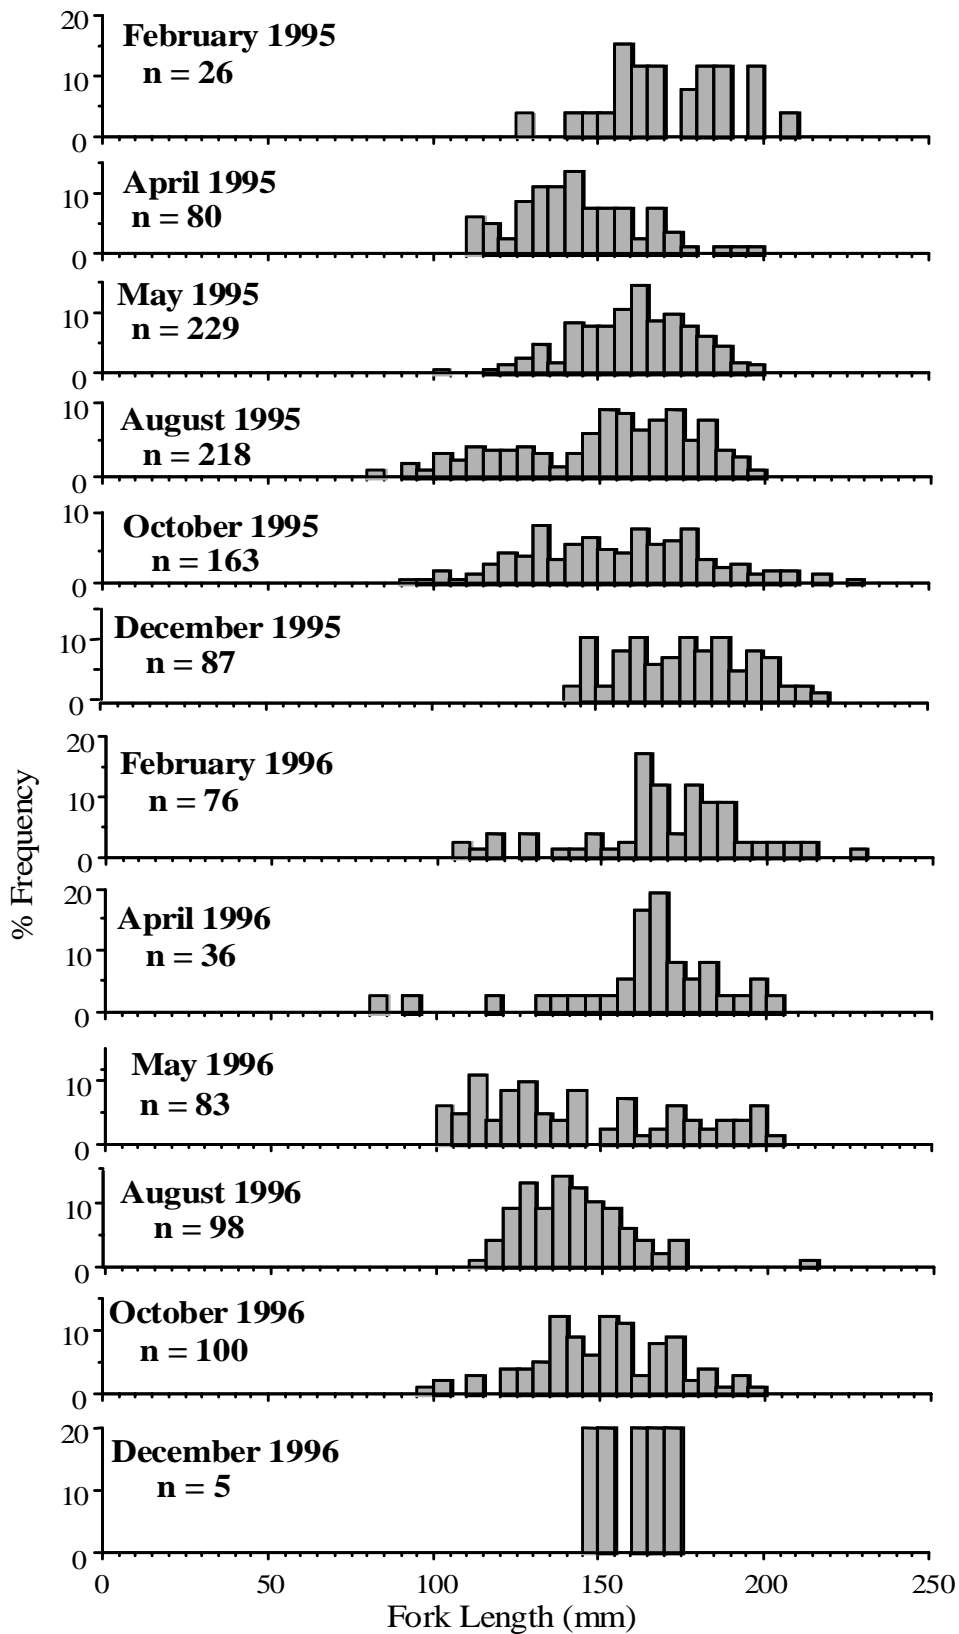 20
February 1995
n = 26
10
0
April 1995
10
n = 80
0
May 1995
10
n = 229
0
10
August 1995
n = 218
0
10
October 1995
n = 163
0
December 1995
10
n = 87
0
20
February 1996
10
n = 76
0
% Frequency
20
April 1996
10
n = 36
0
May 1996
10
n = 83
0
August 1996
10
n = 98
0
October 1996
10
n = 100
0
20
December 1996
n = 5
10
0
0 50 100 150 200 250
Fork Length (mm)